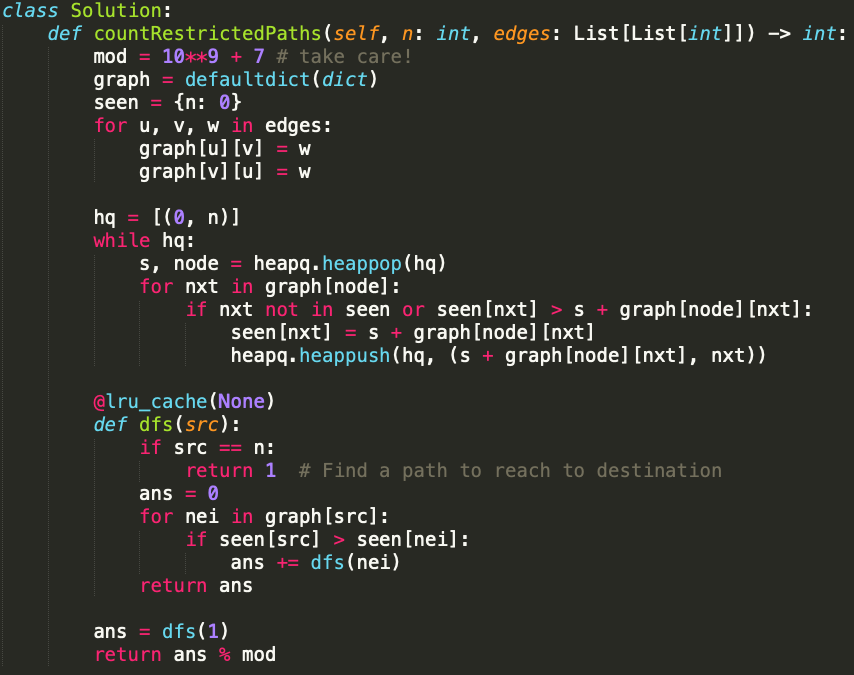 class Solution:
    def countRestrictedPaths(self, n: int, edges: List[List[int]]) -> int:
        mod = 10**9 + 7 # take care!
        graph = defaultdict(dict)
        seen = {n: 0}
        for u, v, w in edges:
            graph[u][v] = w
            graph[v][u] = w

        hq = [(0, n)]
        while hq:
            s, node = heapq.heappop(hq)
            for nxt in graph[node]:
                if nxt not in seen or seen[nxt] > s + graph[node][nxt]:
                    seen[nxt] = s + graph[node][nxt]
                    heapq.heappush(hq, (s + graph[node][nxt], nxt))

        @lru_cache(None)
        def dfs(src):
            if src == n:
                return 1  # Find a path to reach to destination
            ans = 0
            for nei in graph[src]:
                if seen[src] > seen[nei]:
                    ans += dfs(nei)
            return ans

        ans = dfs(1)
        return ans % mod